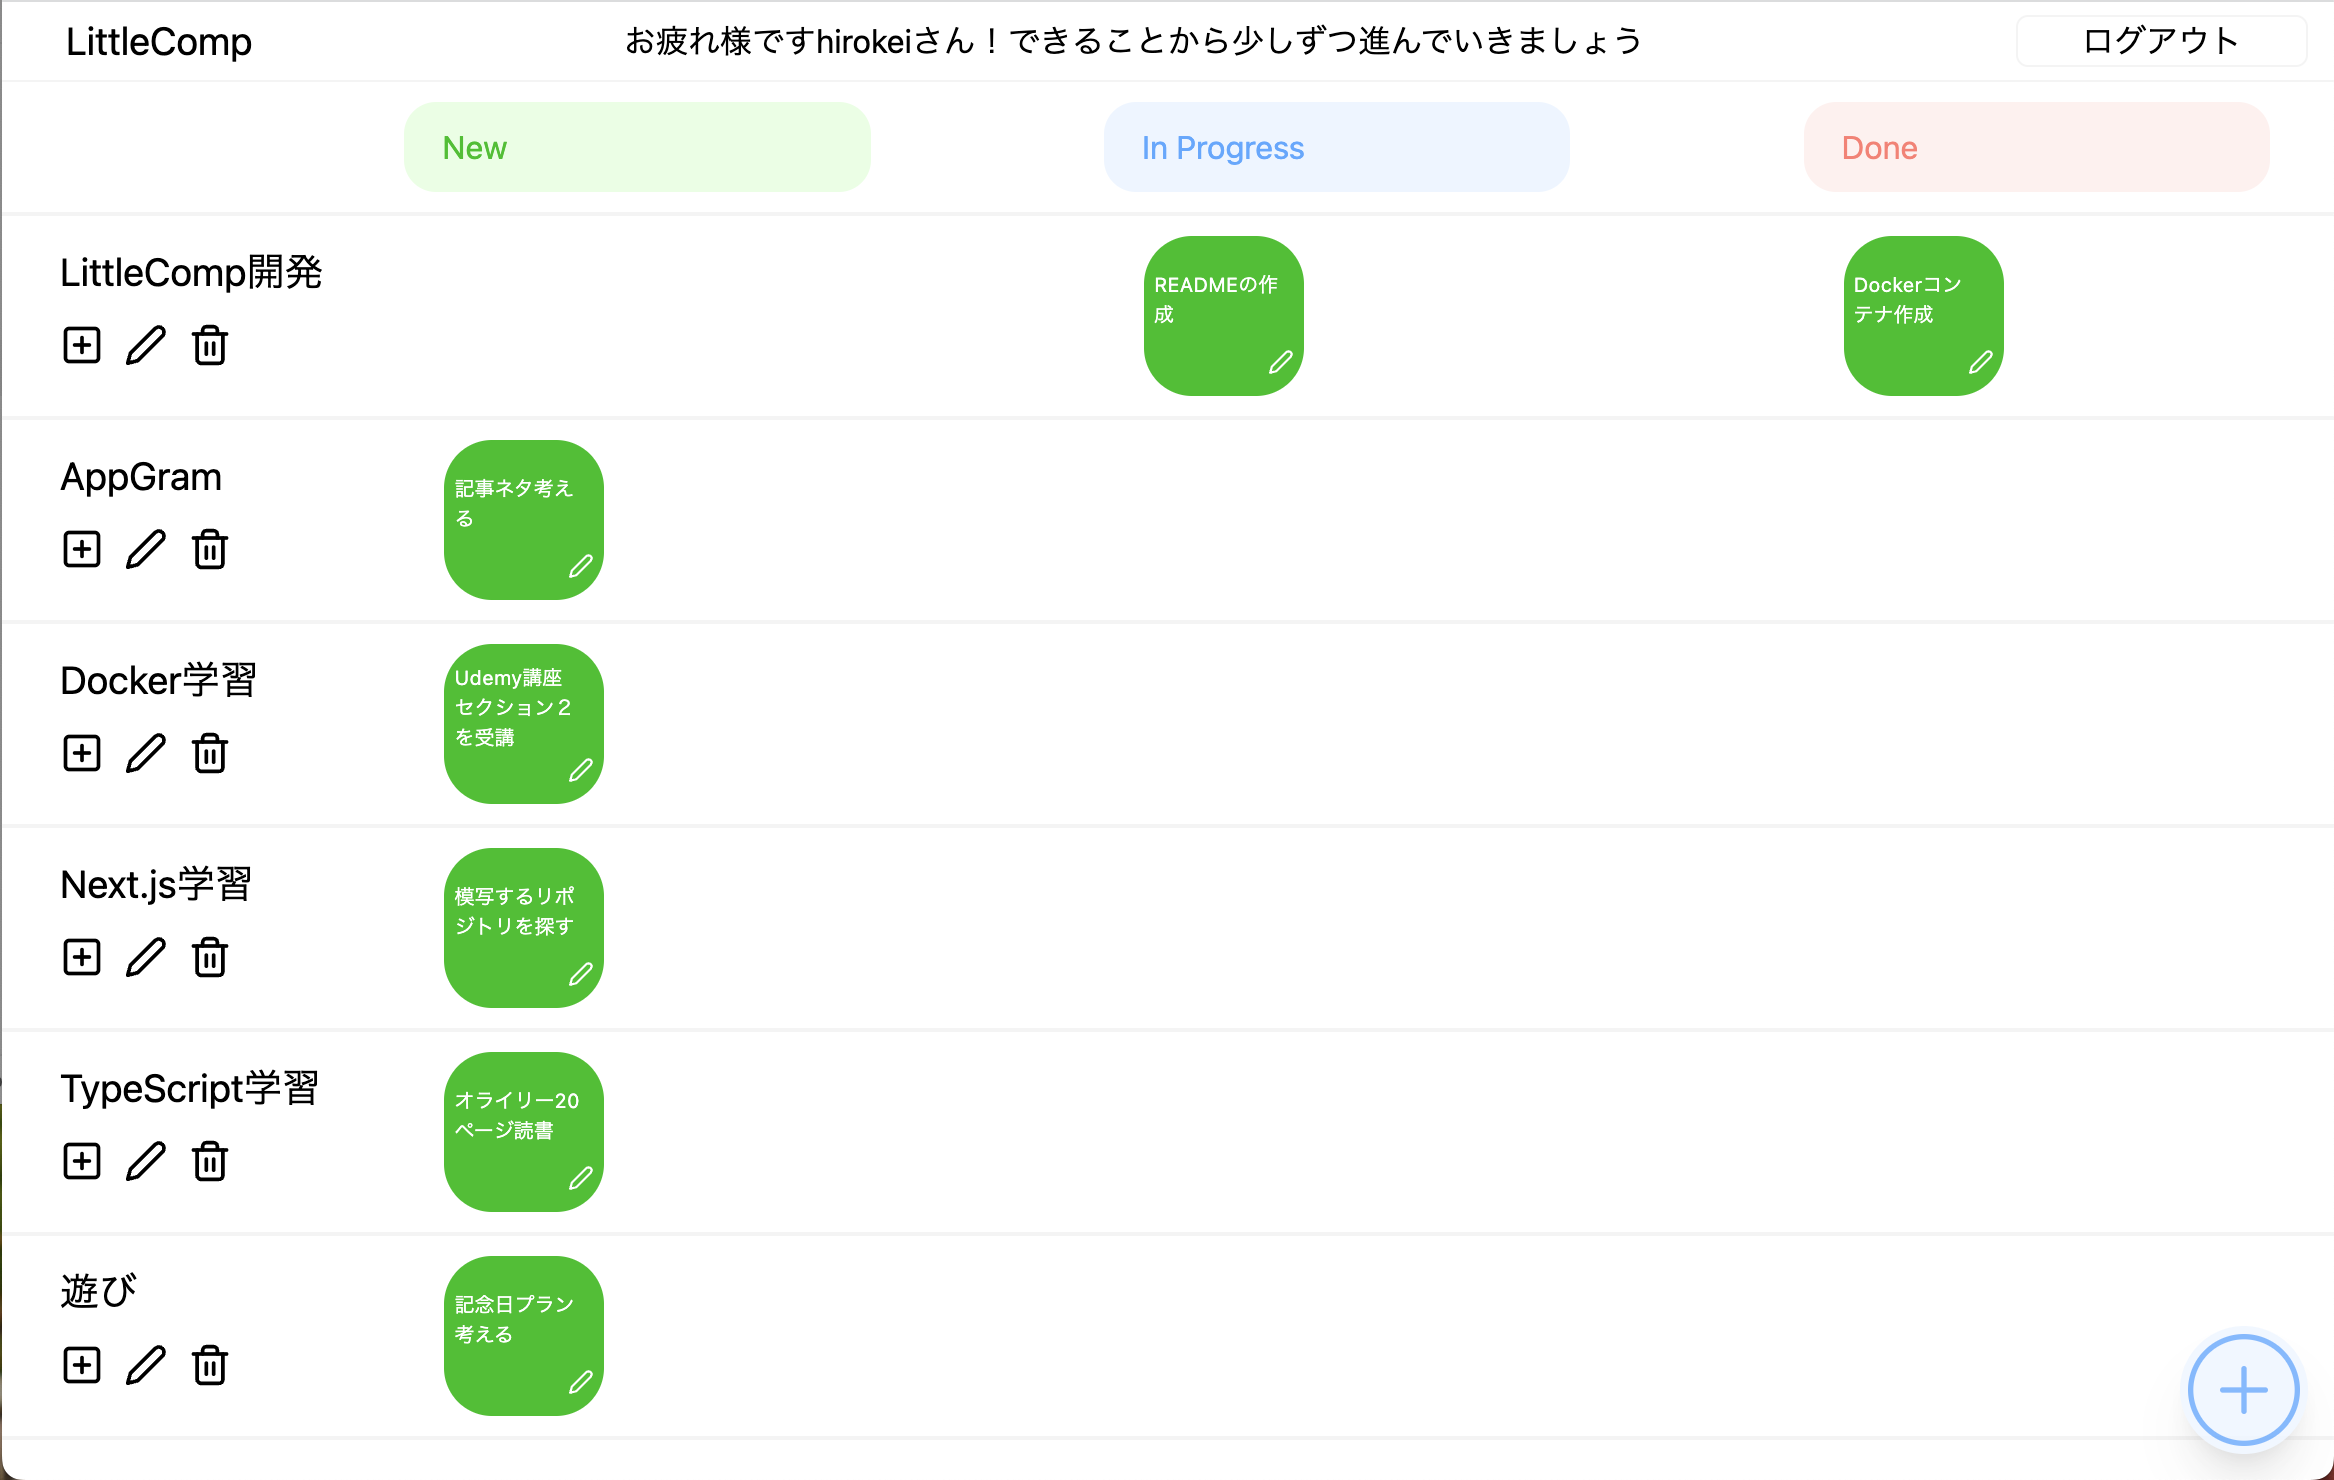 LittleComp
お疲れ様ですhirokeiさん！できることから少しずつ進んでいきましょう
ログアウト
New
In Progress
Done
LittleComp開発
READMEの作
成
Dockerコン
テナ作成
AppGram
記事ネタ考え
る
Docker学習
Udemy講座
セクション２
を受講
Next.js学習
模写するリポ
ジトリを探す
TypeScript学習
オライリー20
ページ読書
遊び
記念日プラン
考える